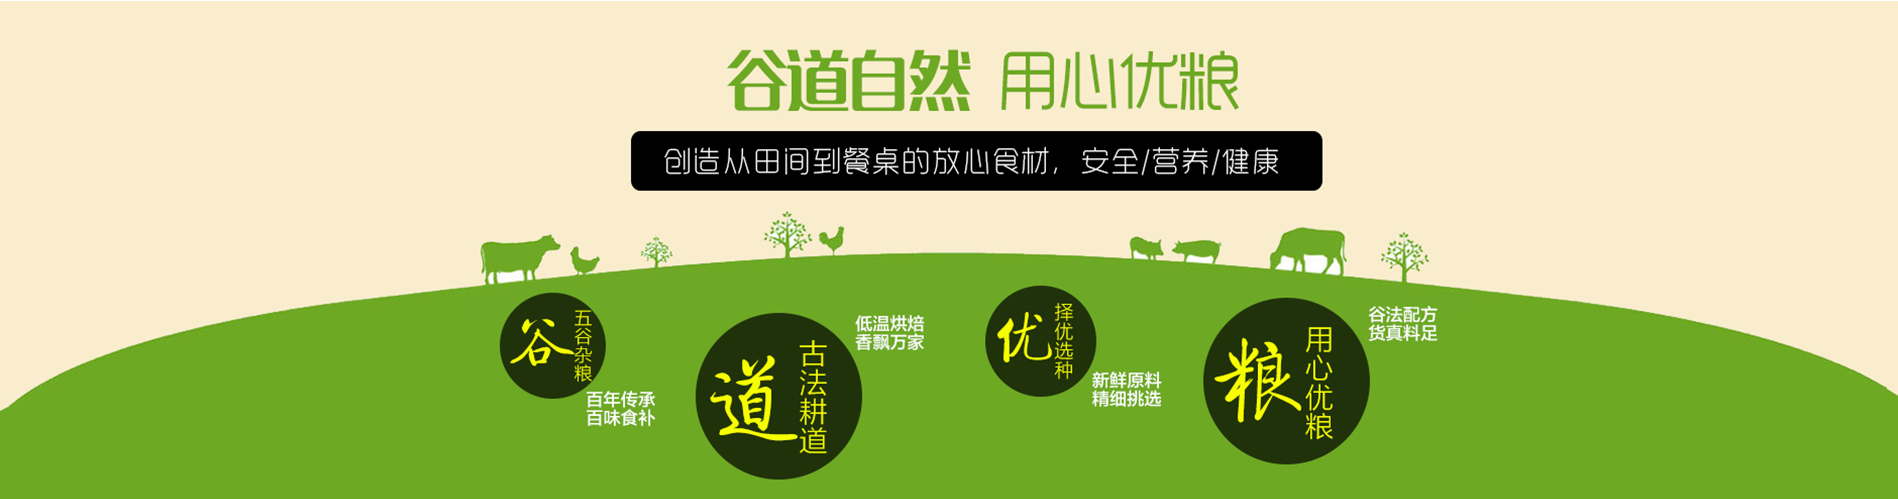 谷道自然 用心优粮
创造从田间到餐桌的放心食材，安全/营养/健康
谷
五谷杂粮
百年传承
百味食补
道
古法耕道
低温烘焙
香飘万家
优
择优选种
新鲜原料
精细挑选
粮
用心优粮
谷法配方
货真料足